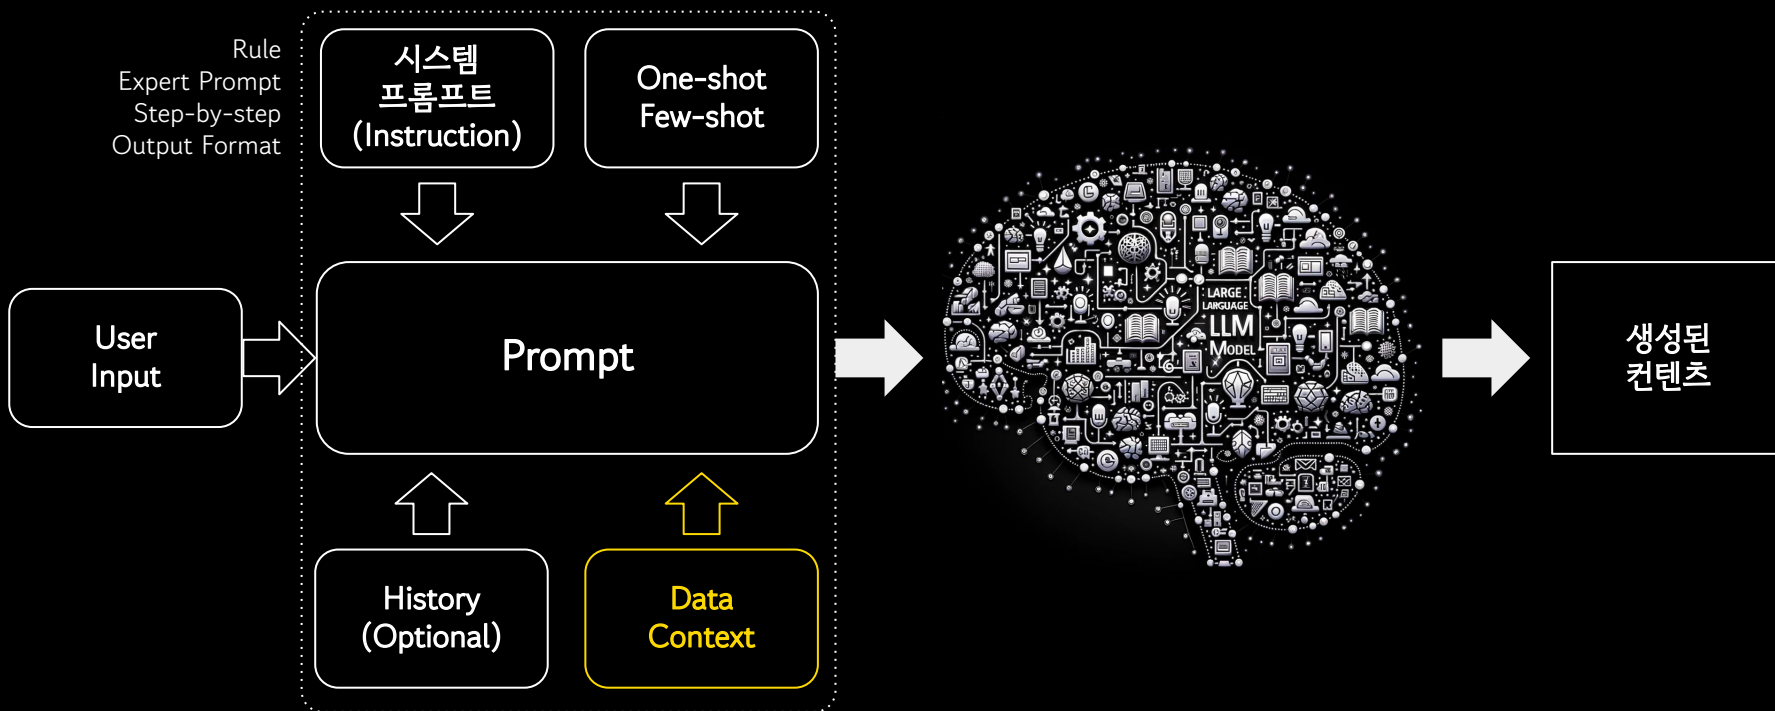 Rule
Expert Prompt
Step-by-step
Output Format
시스템
프롬프트
(Instruction)
One-shot
Few-shot
User
Input
Prompt
LARGE
LANGUAGE
LLM
MODEL
생성된
컨텐츠
History
(Optional)
Data
Context